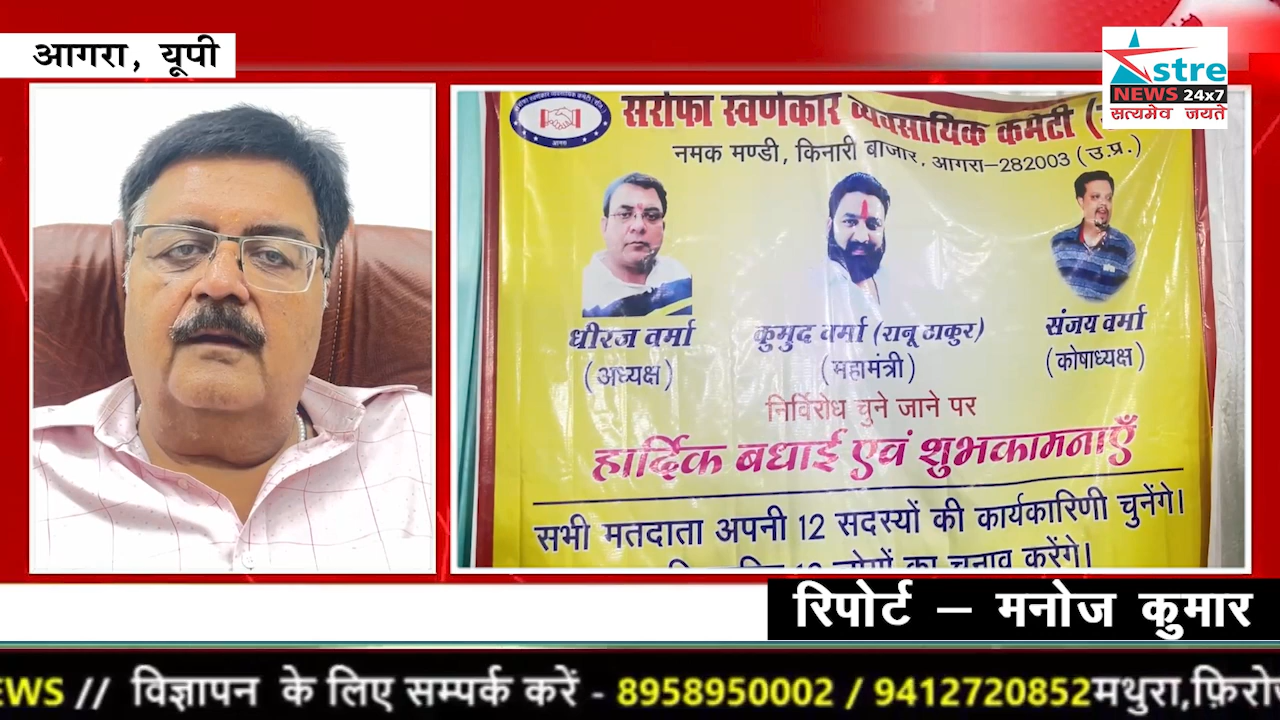 आगरा, यूपी
stre
NEWS 24x7
सत्यमेव जयते
सर्राफा स्वर्णकार व्यवसायिक कमेटी
नमक मण्डी, किनारी बाजार, आगरा–282003 (उ.प्र.)
आगरा
धीरज वर्मा
(अध्यक्ष)
कुमुद वर्मा (रानू ठाकुर)
(महामंत्री)
संजय वर्मा
(कोषाध्यक्ष)
निर्विरोध चुने जाने पर
हार्दिक बधाई एवं शुभकामनाएँ
सभी मतदाता अपनी 12 सदस्यों की कार्यकारिणी चुनेंगे।
का चुनाव करेंगे।
रिपोर्ट – मनोज कुमार
EWS // विज्ञापन के लिए सम्पर्क करें - 8958950002 / 9412720852मथुरा,फ़िरो